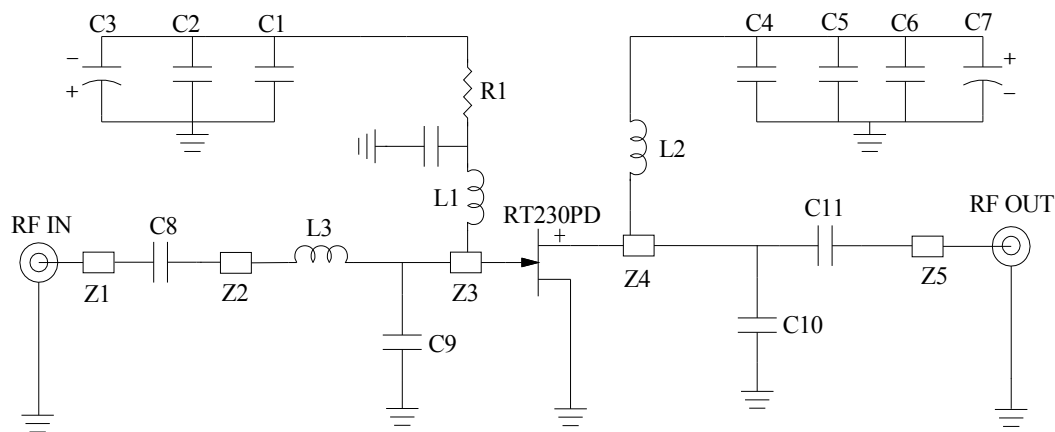 C3 C2 C1 C4 C5 C6 C7
− +
+ −
R1
L2
L1
RF IN C8 L3 RT230PD C11 RF OUT
+
Z1 Z2 Z3 Z4 Z5
C9 C10